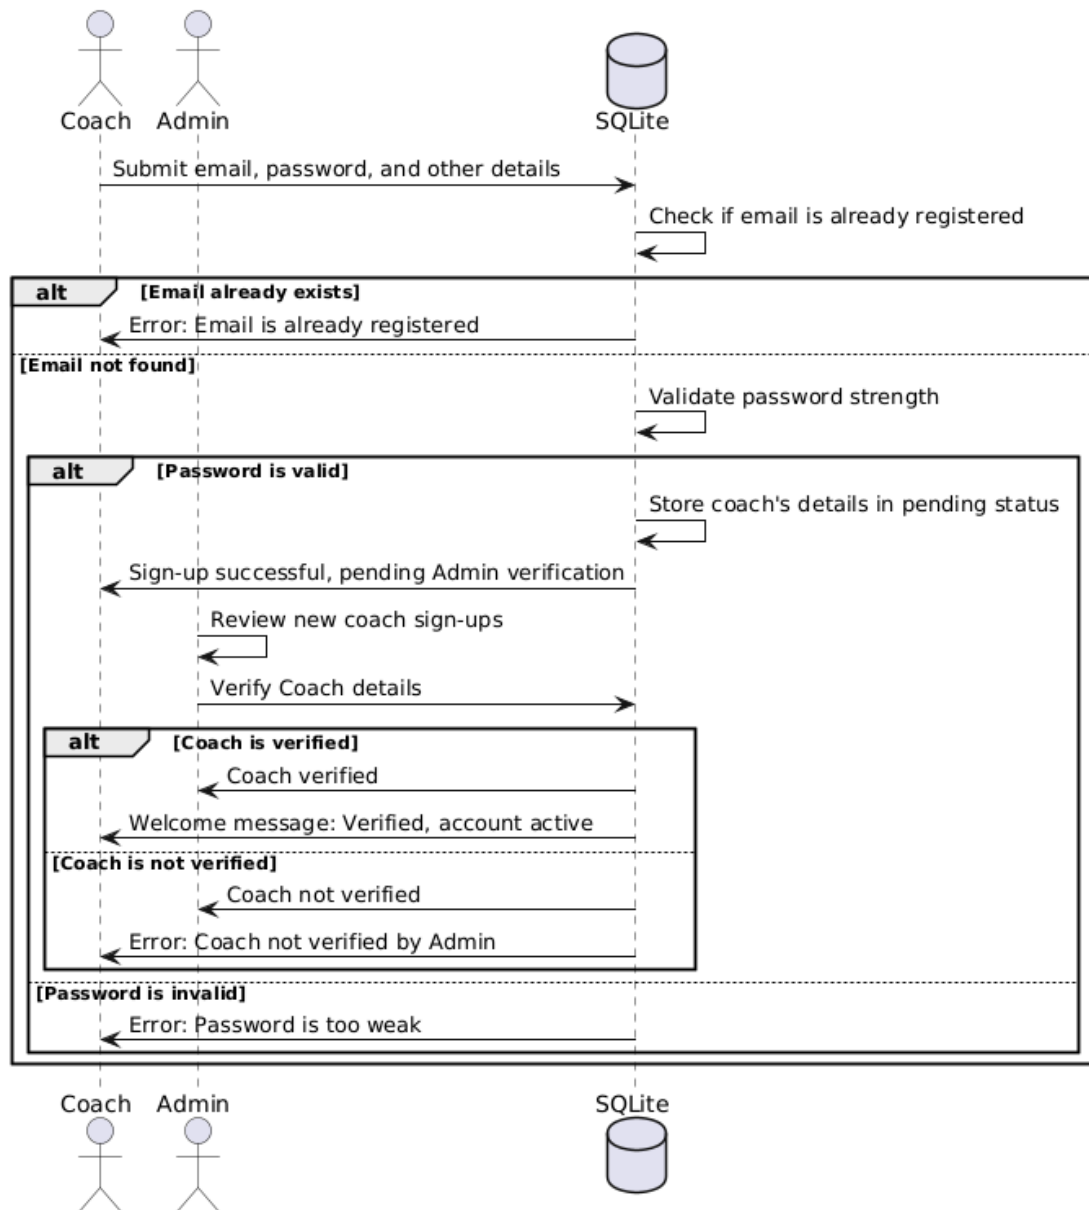 Coach Admin SQLite
Submit email, password, and other details
Check if email is already registered
alt [Email already exists]
Error: Email is already registered
[Email not found]
Validate password strength
alt [Password is valid]
Store coach's details in pending status
Sign-up successful, pending Admin verification
Review new coach sign-ups
Verify Coach details
alt [Coach is verified]
Coach verified
Welcome message: Verified, account active
[Coach is not verified]
Coach not verified
Error: Coach not verified by Admin
[Password is invalid]
Error: Password is too weak
Coach Admin SQLite